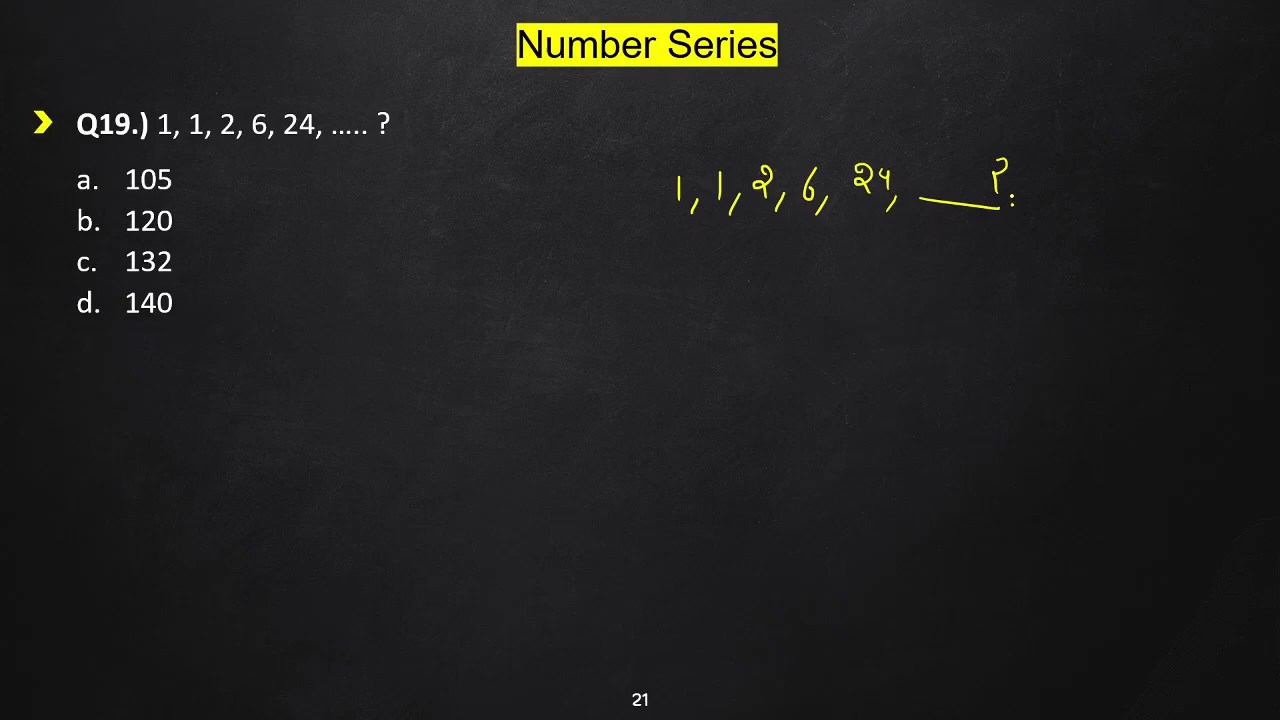 Number Series
Q19.) 1, 1, 2, 6, 24, ..... ?
a. 105
b. 120
c. 132
d. 140
1, 1, 2, 6, 24, ___?
21